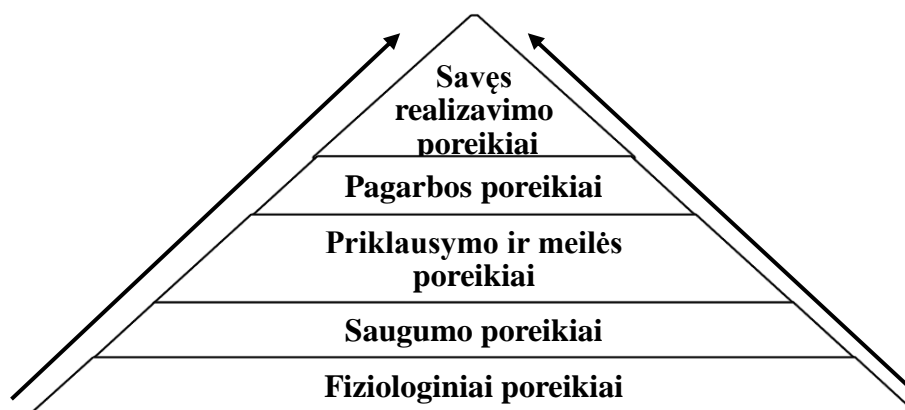 Savęs
realizavimo
poreikiai
Pagarbos poreikiai
Priklausymo ir meilės
poreikiai
Saugumo poreikiai
Fiziologiniai poreikiai